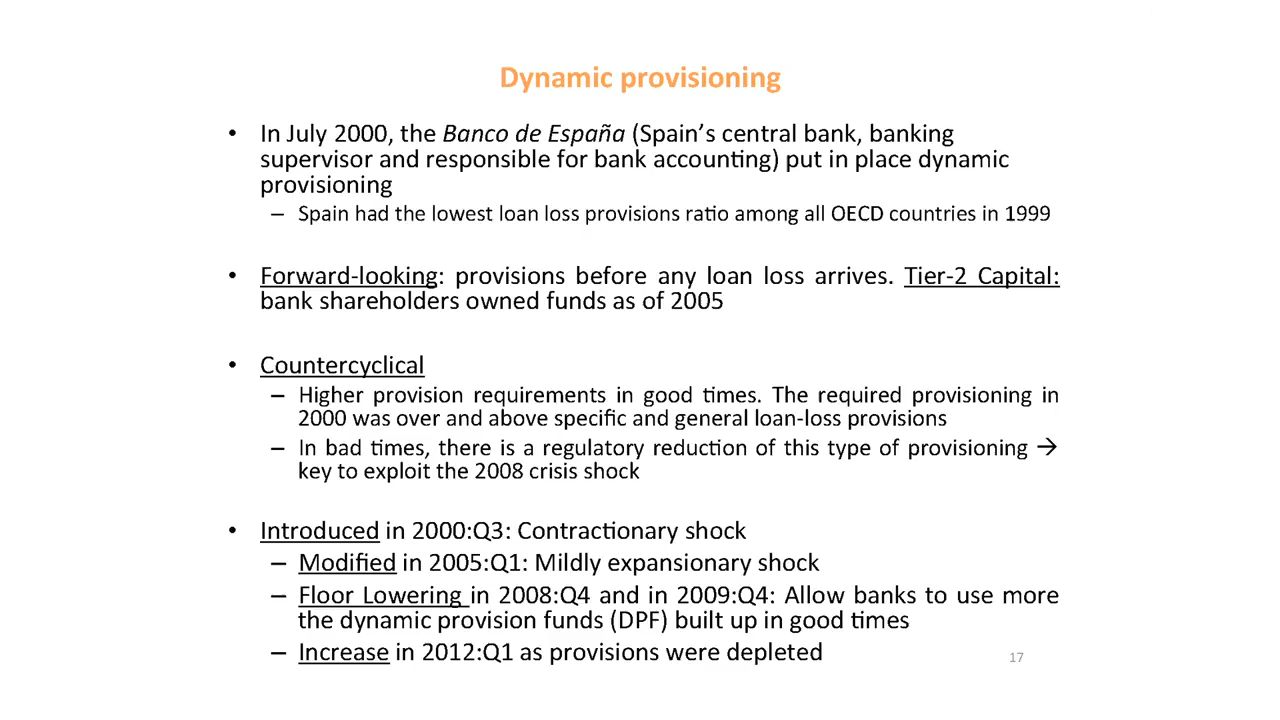 Dynamic provisioning
• In July 2000, the Banco de España (Spain's central bank, banking
supervisor and responsible for bank accounting) put in place dynamic
provisioning
– Spain had the lowest loan loss provisions ratio among all OECD countries in 1999
• Forward-looking: provisions before any loan loss arrives. Tier-2 Capital:
bank shareholders owned funds as of 2005
• Countercyclical
– Higher provision requirements in good times. The required provisioning in
2000 was over and above specific and general loan-loss provisions
– In bad times, there is a regulatory reduction of this type of provisioning →
key to exploit the 2008 crisis shock
• Introduced in 2000:Q3: Contractionary shock
– Modified in 2005:Q1: Mildly expansionary shock
– Floor Lowering in 2008:Q4 and in 2009:Q4: Allow banks to use more
the dynamic provision funds (DPF) built up in good times
– Increase in 2012:Q1 as provisions were depleted
17